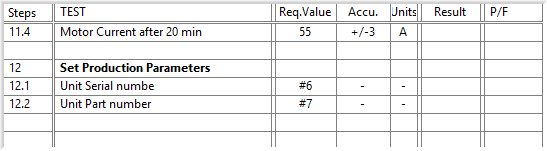 Steps TEST Req.Value Accu. Units Result P/F
11.4 Motor Current after 20 min 55 +/-3 A
12 Set Production Parameters
12.1 Unit Serial numbe #6 - -
12.2 Unit Part number #7 - -